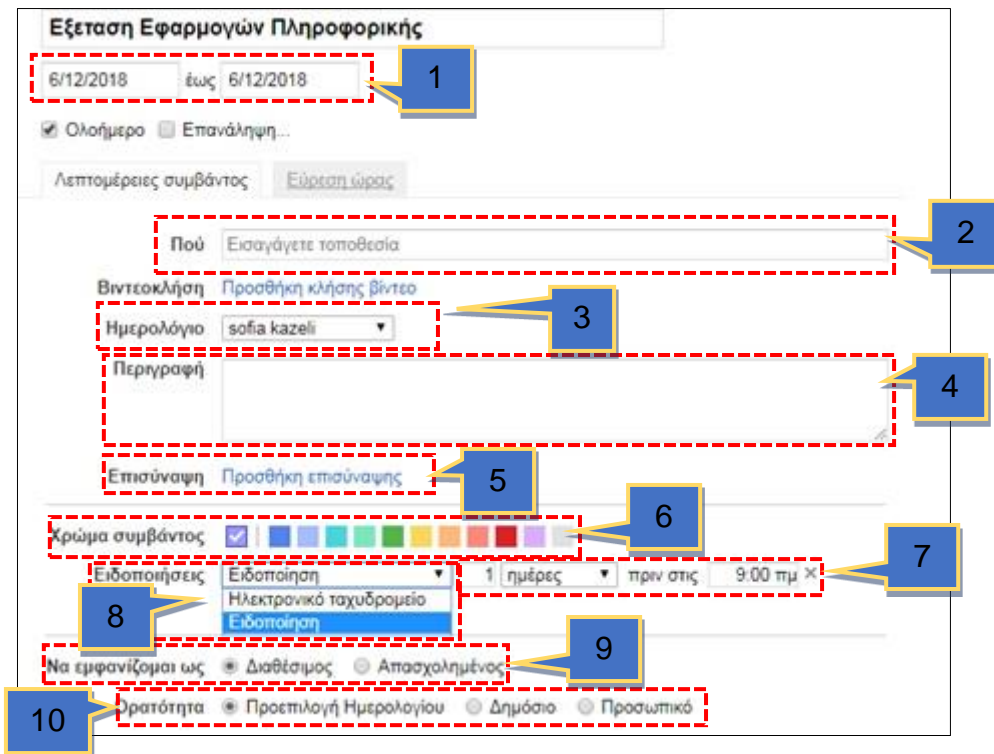 Εξεταση Εφαρμογών Πληροφορικής
6/12/2018 έως 6/12/2018
1
Ολοήμερο Επανάληψη...
Λεπτομέρειες συμβάντος Εύρεση ώρας
2
Πού Εισαγάγετε τοποθεσία
Βιντεοκλήση Προσθήκη κλήσης βίντεο
3
Ημερολόγιο sofia kazeli
Περιγραφή
4
Επισύναψη Προσθήκη επισύναψης
5
6
Χρώμα συμβάντος
7
Ειδοποιήσεις Ειδοποίηση 1 ημέρες πριν στις 9:00 πμ ×
Ηλεκτρονικό ταχυδρομείο
8
Ειδοποίηση
9
Να εμφανίζομαι ως Διαθέσιμος Απασχολημένος
10
Ορατότητα Προεπιλογή Ημερολογίου Δημόσιο Προσωπικό